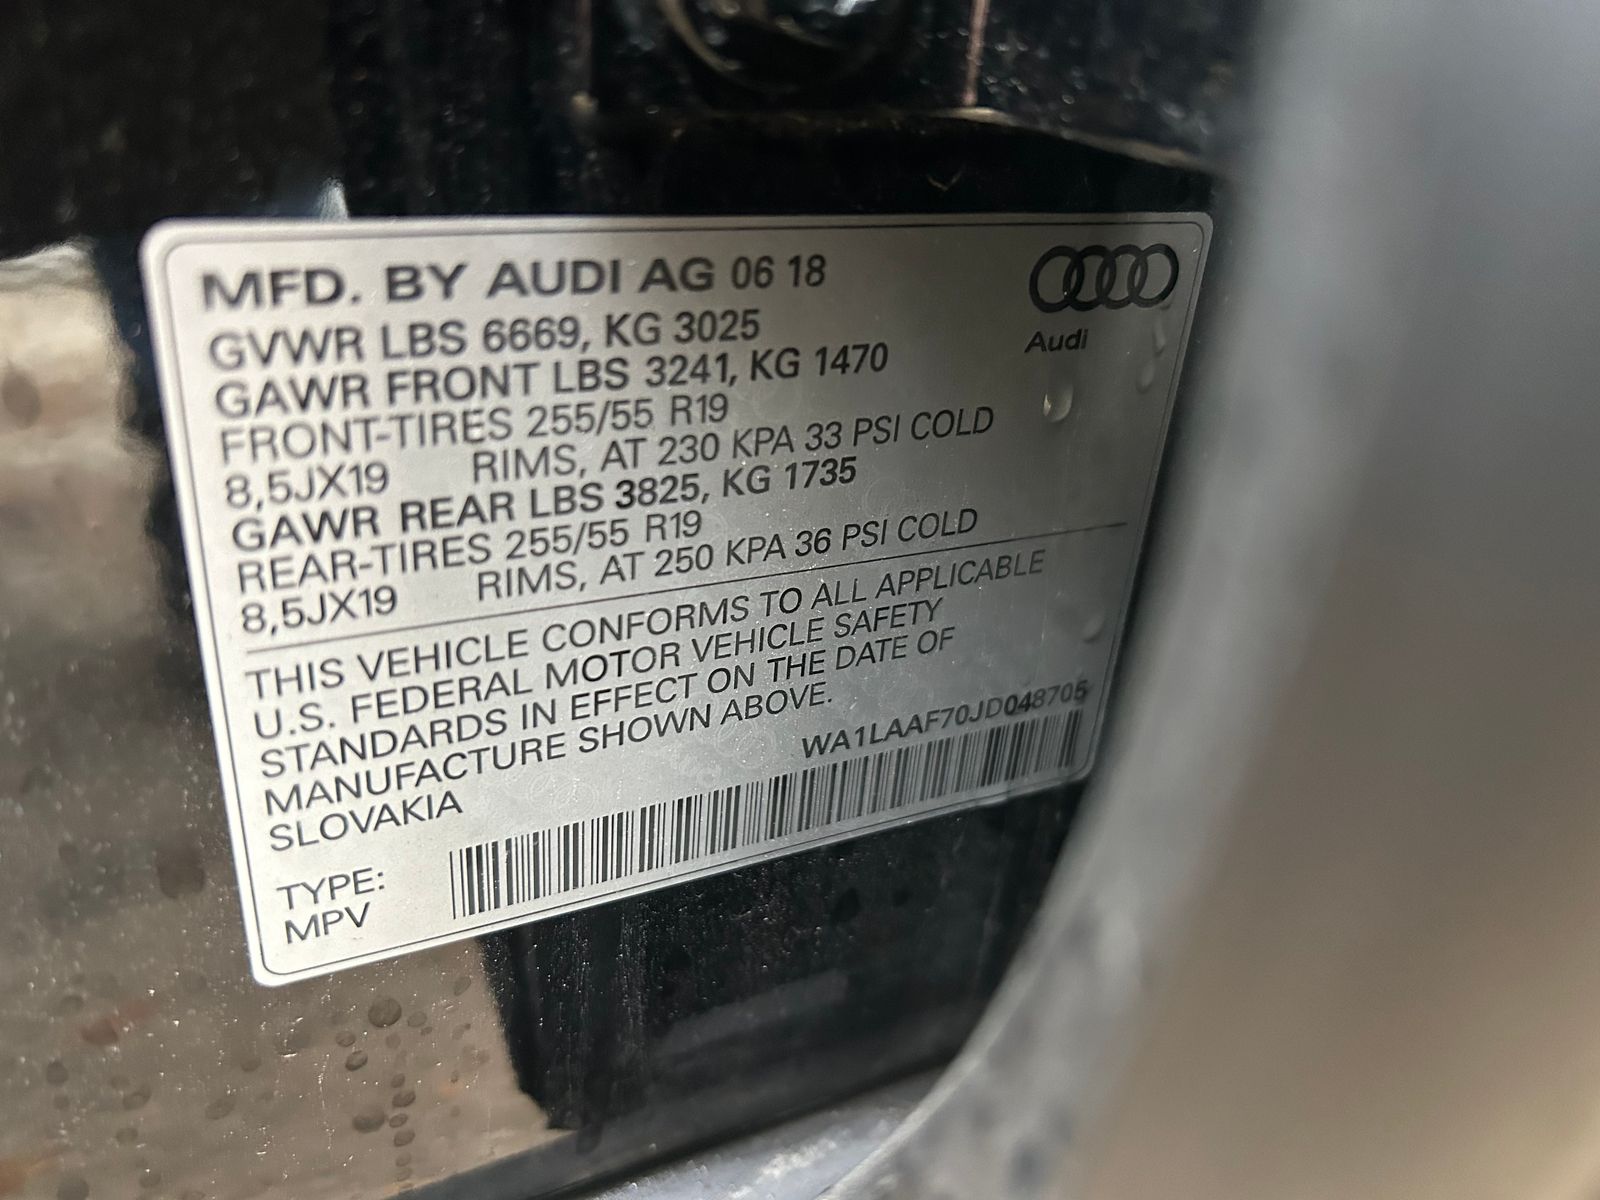 MFD. BY AUDI AG 06 18
GVWR LBS 6669, KG 3025
GAWR FRONT LBS 3241, KG 1470
FRONT-TIRES 255/55 R19
8,5JX19 RIMS, AT 230 KPA 33 PSI COLD
GAWR REAR LBS 3825, KG 1735
REAR-TIRES 255/55 R19
8,5JX19 RIMS, AT 250 KPA 36 PSI COLD
Audi
THIS VEHICLE CONFORMS TO ALL APPLICABLE
U.S. FEDERAL MOTOR VEHICLE SAFETY
STANDARDS IN EFFECT ON THE DATE OF
MANUFACTURE SHOWN ABOVE.
SLOVAKIA
WA1LAAF70JD048705
TYPE:
MPV